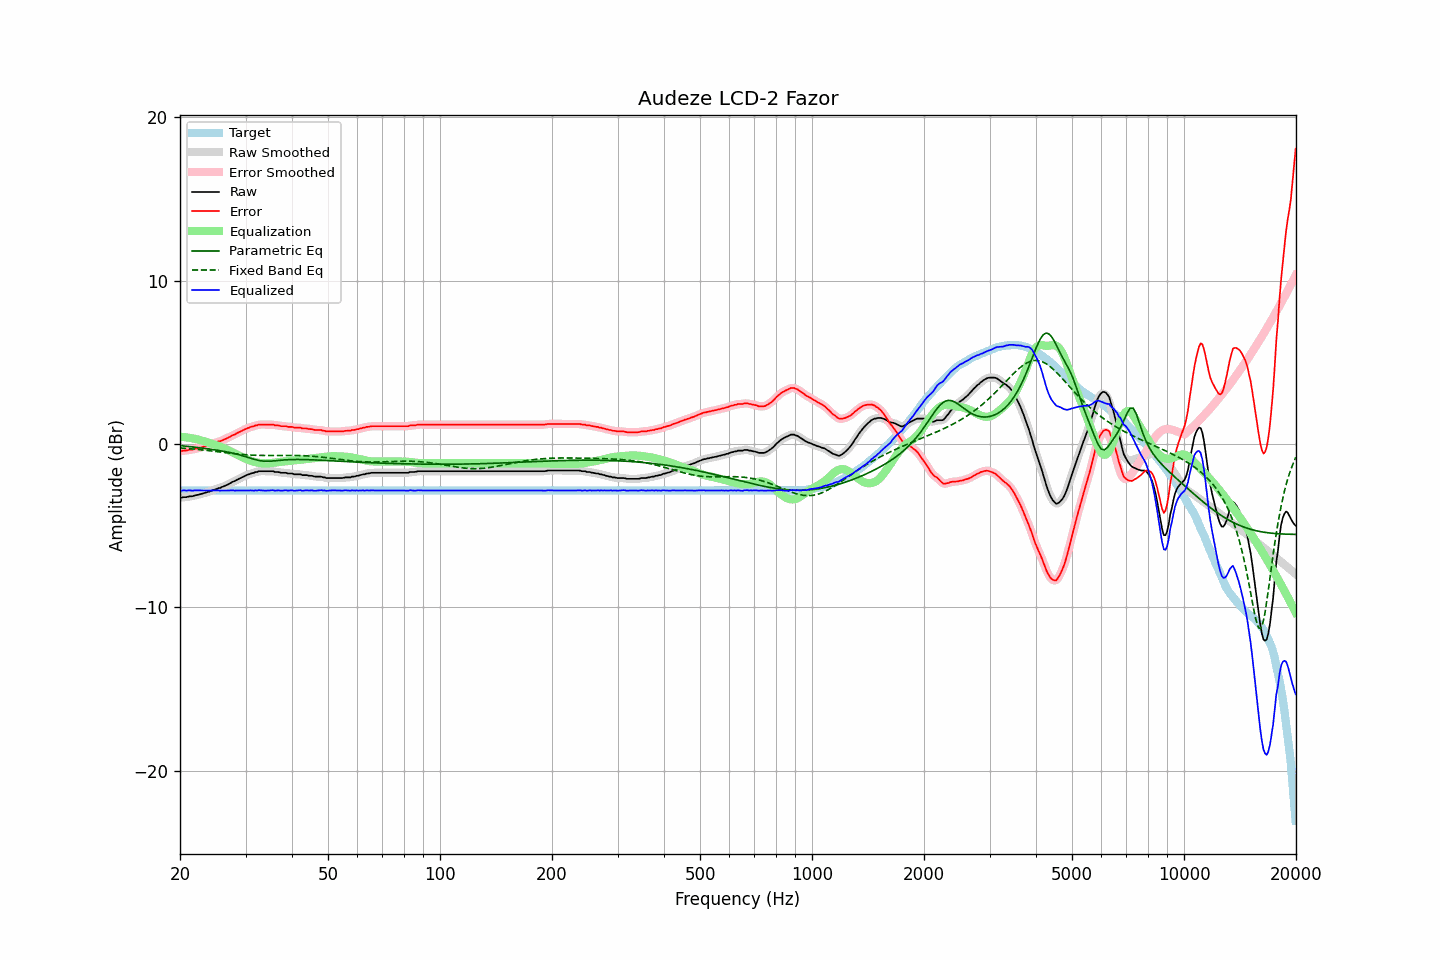 Audeze LCD-2 Fazor
Target
Raw Smoothed
Error Smoothed
Raw
Error
Equalization
Parametric Eq
Fixed Band Eq
Equalized
20
10
0
−10
−20
Amplitude (dBr)
20 50 100 200 500 1000 2000 5000 10000 20000
Frequency (Hz)